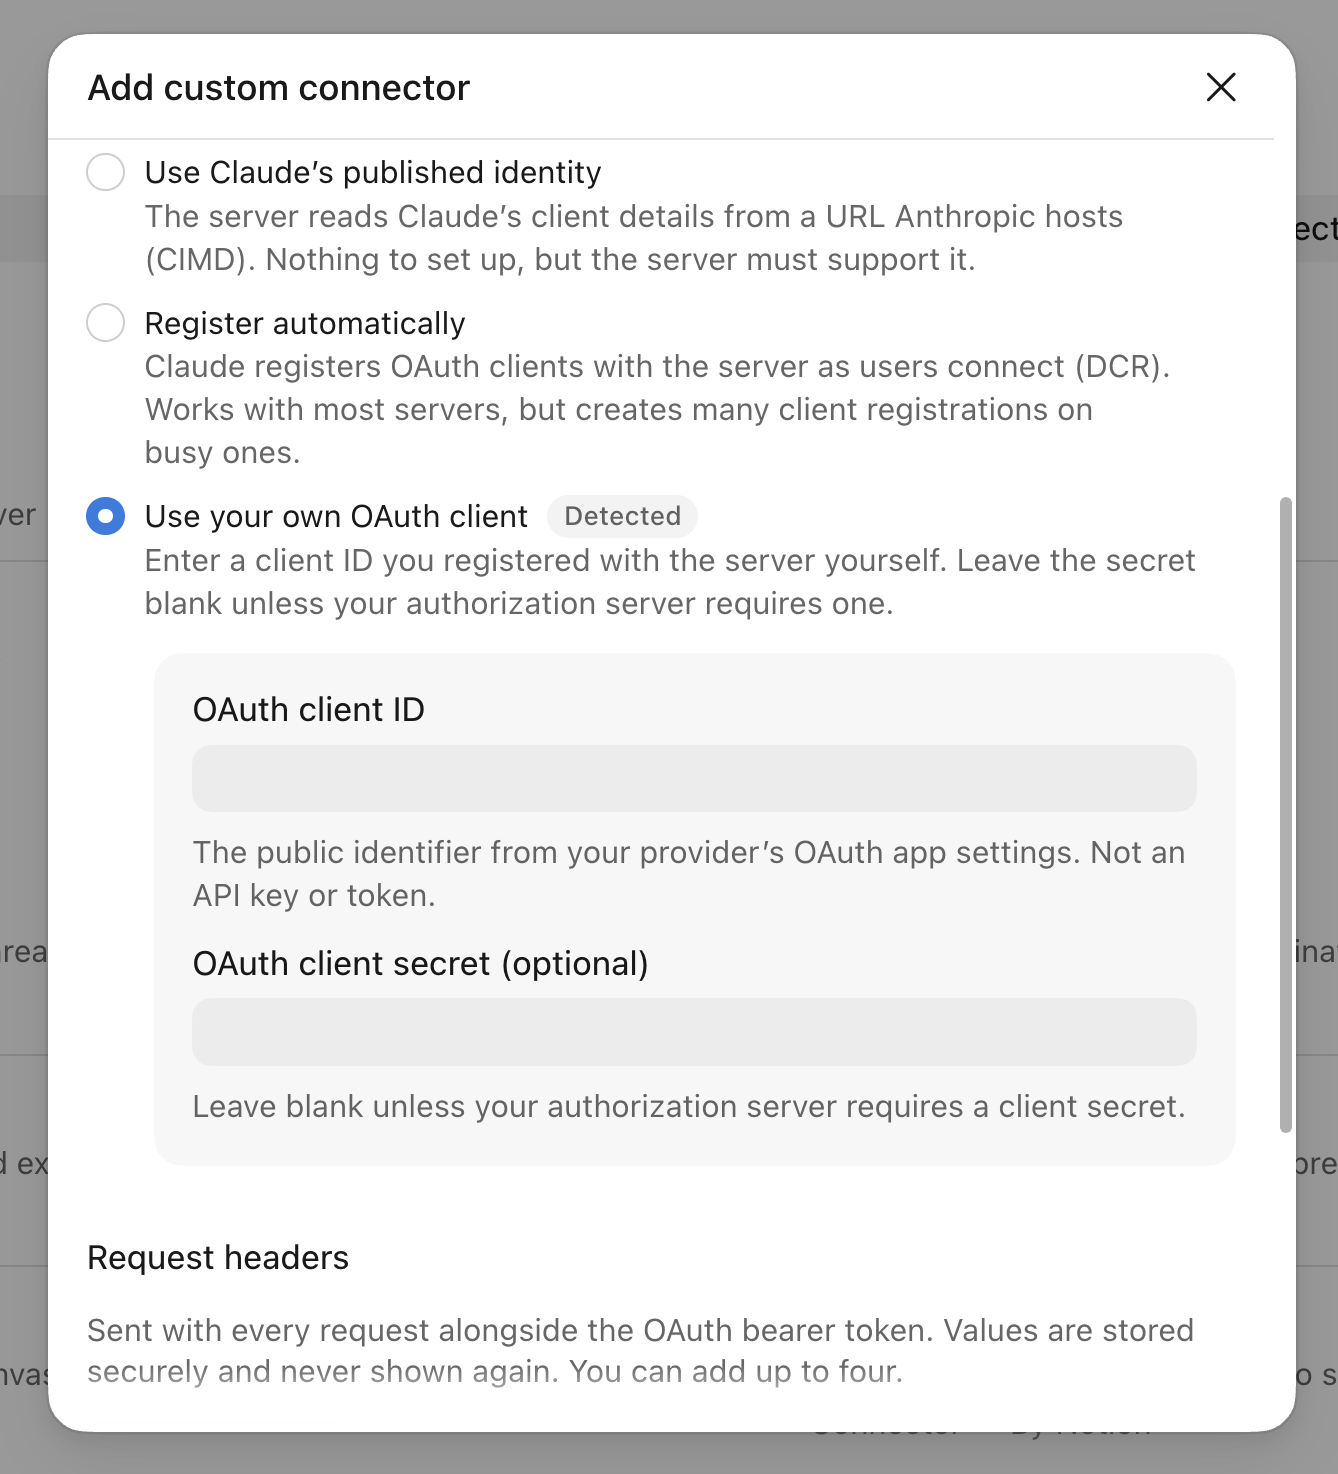 Add custom connector
Use Claude’s published identity
The server reads Claude’s client details from a URL Anthropic hosts
(CIMD). Nothing to set up, but the server must support it.
Register automatically
Claude registers OAuth clients with the server as users connect (DCR).
Works with most servers, but creates many client registrations on
busy ones.
Use your own OAuth client Detected
Enter a client ID you registered with the server yourself. Leave the secret
blank unless your authorization server requires one.
OAuth client ID
The public identifier from your provider’s OAuth app settings. Not an
API key or token.
OAuth client secret (optional)
Leave blank unless your authorization server requires a client secret.
Request headers
Sent with every request alongside the OAuth bearer token. Values are stored
securely and never shown again. You can add up to four.